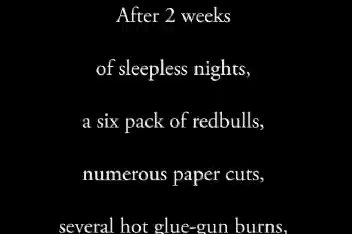 After 2 weeks
of sleepless nights,
a six pack of redbulls,
numerous paper cuts,
several hot glue-gun burns,